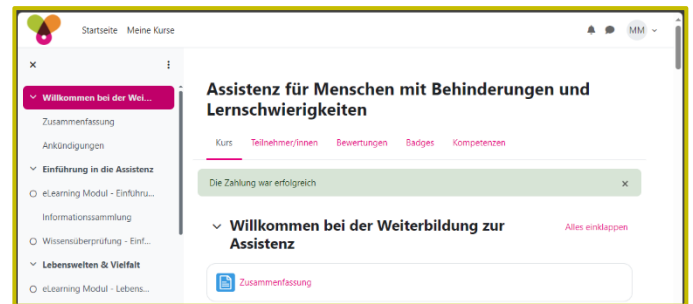 Startseite Meine Kurse
MM
Willkommen bei der Wei...
Zusammenfassung
Ankündigungen
Einführung in die Assistenz
eLearning Modul - Einführu...
Informationssammlung
Wissensüberprüfung - Einf...
Lebenswelten & Vielfalt
eLearning Modul - Lebens...
Assistenz für Menschen mit Behinderungen und
Lernschwierigkeiten
Kurs Teilnehmer/innen Bewertungen Badges Kompetenzen
Die Zahlung war erfolgreich
Willkommen bei der Weiterbildung zur
Assistenz
Alles einklappen
Zusammenfassung